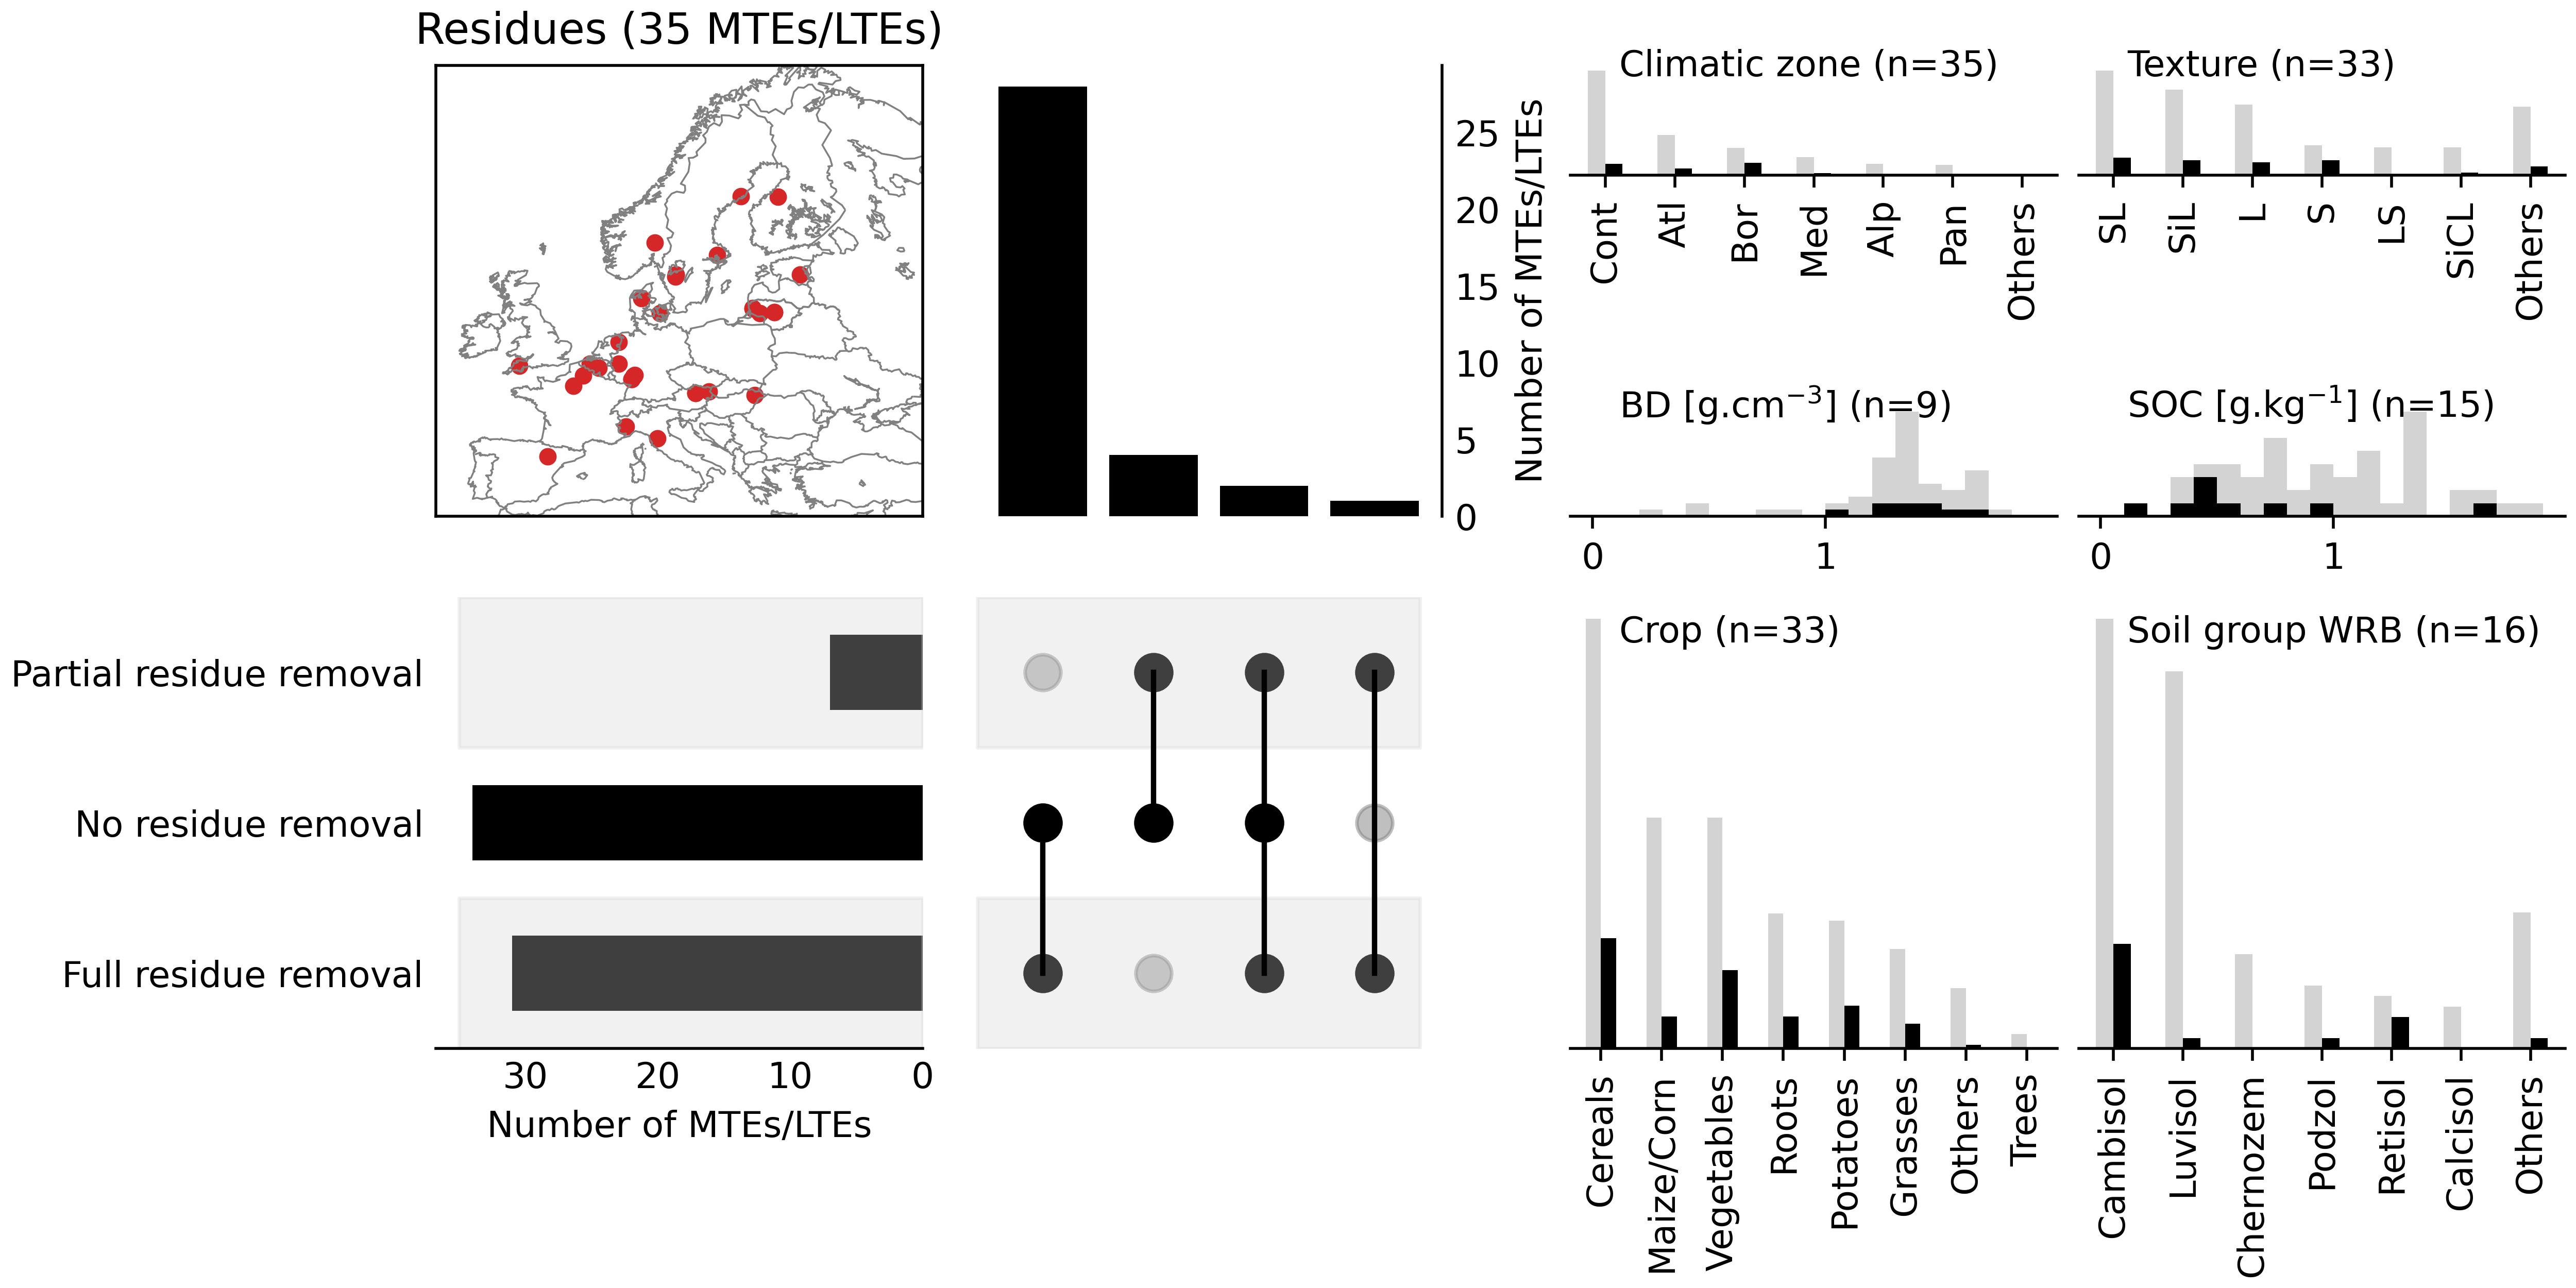 Residues (35 MTEs/LTEs)
25
20
15
10
5
0
Number of MTEs/LTEs
Partial residue removal
No residue removal
Full residue removal
30 20 10 0
Number of MTEs/LTEs
Climatic zone (n=35)
Cont Atl Bor Med Alp Pan Others
Texture (n=33)
SL SiL L S LS SiCL Others
BD [g.cm⁻³] (n=9)
0 1
SOC [g.kg⁻¹] (n=15)
0 1
Crop (n=33)
Cereals Maize/Corn Vegetables Roots Potatoes Grasses Others Trees
Soil group WRB (n=16)
Cambisol Luvisol Chernozem Podzol Retisol Calcisol Others